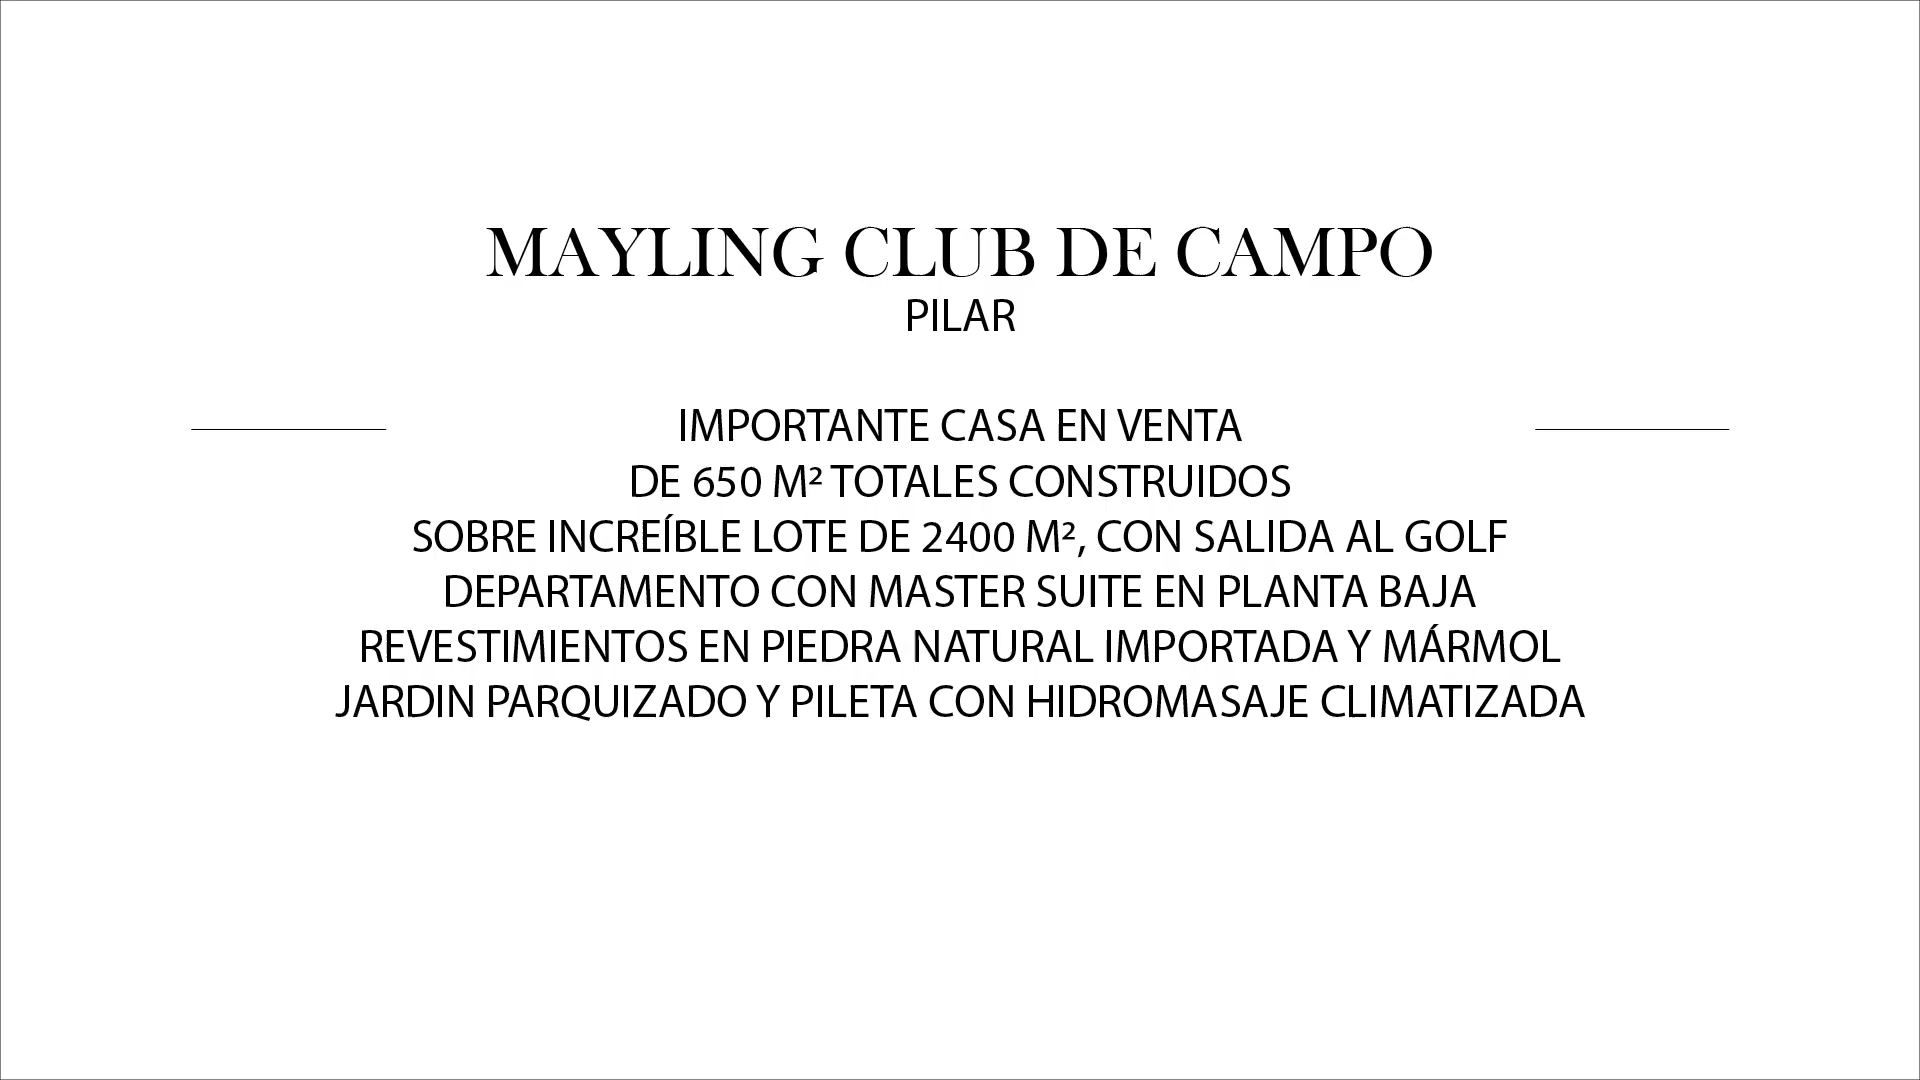 MAYLING CLUB DE CAMPO
PILAR
IMPORTANTE CASA EN VENTA
DE 650 M² TOTALES CONSTRUIDOS
SOBRE INCREÍBLE LOTE DE 2400 M², CON SALIDA AL GOLF
DEPARTAMENTO CON MASTER SUITE EN PLANTA BAJA
REVESTIMIENTOS EN PIEDRA NATURAL IMPORTADA Y MÁRMOL
JARDIN PARQUIZADO Y PILETA CON HIDROMASAJE CLIMATIZADA